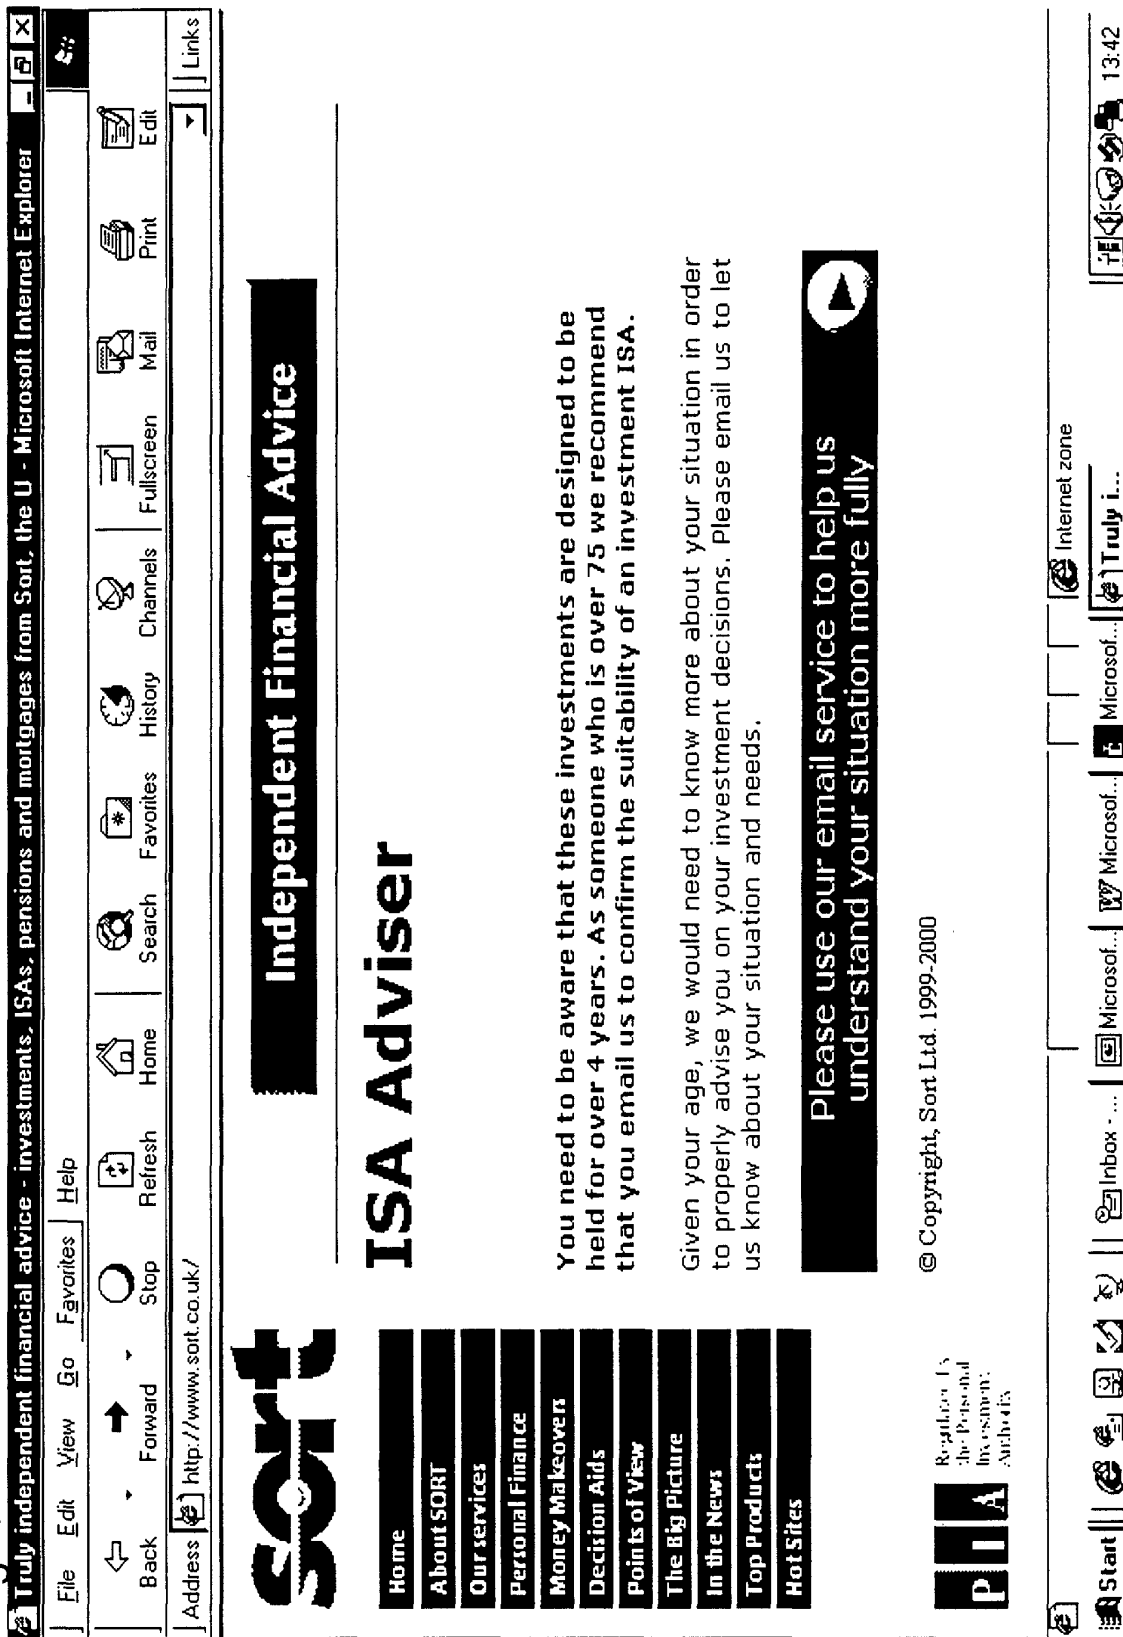 Truly independent financial advice - investments, ISAs, pensions and mortgages from Sort, the U - Microsoft Internet Explorer
File Edit View Go Favorites Help
Back Forward Stop Refresh Home Search Favorites History Channels Fullscreen Mail Print Edit
Address http://www.sort.co.uk/ Links
sort
Independent Financial Advice
Home
About SORT
Our services
Personal Finance
Money Makeovers
Decision Aids
Points of View
The Big Picture
In the News
Top Products
Hot Sites
ISA Adviser
You need to be aware that these investments are designed to be
held for over 4 years. As someone who is over 75 we recommend
that you email us to confirm the suitability of an investment ISA.
Given your age, we would need to know more about your situation in order
to properly advise you on your investment decisions. Please email us to let
us know about your situation and needs.
Please use our email service to help us
understand your situation more fully
PIA
Regulated by
the Personal
Investment
Authority
© Copyright, Sort Ltd. 1999-2000
Internet zone
Start Inbox - ... Microsof... Microsof... Microsof... Truly i... 13:42